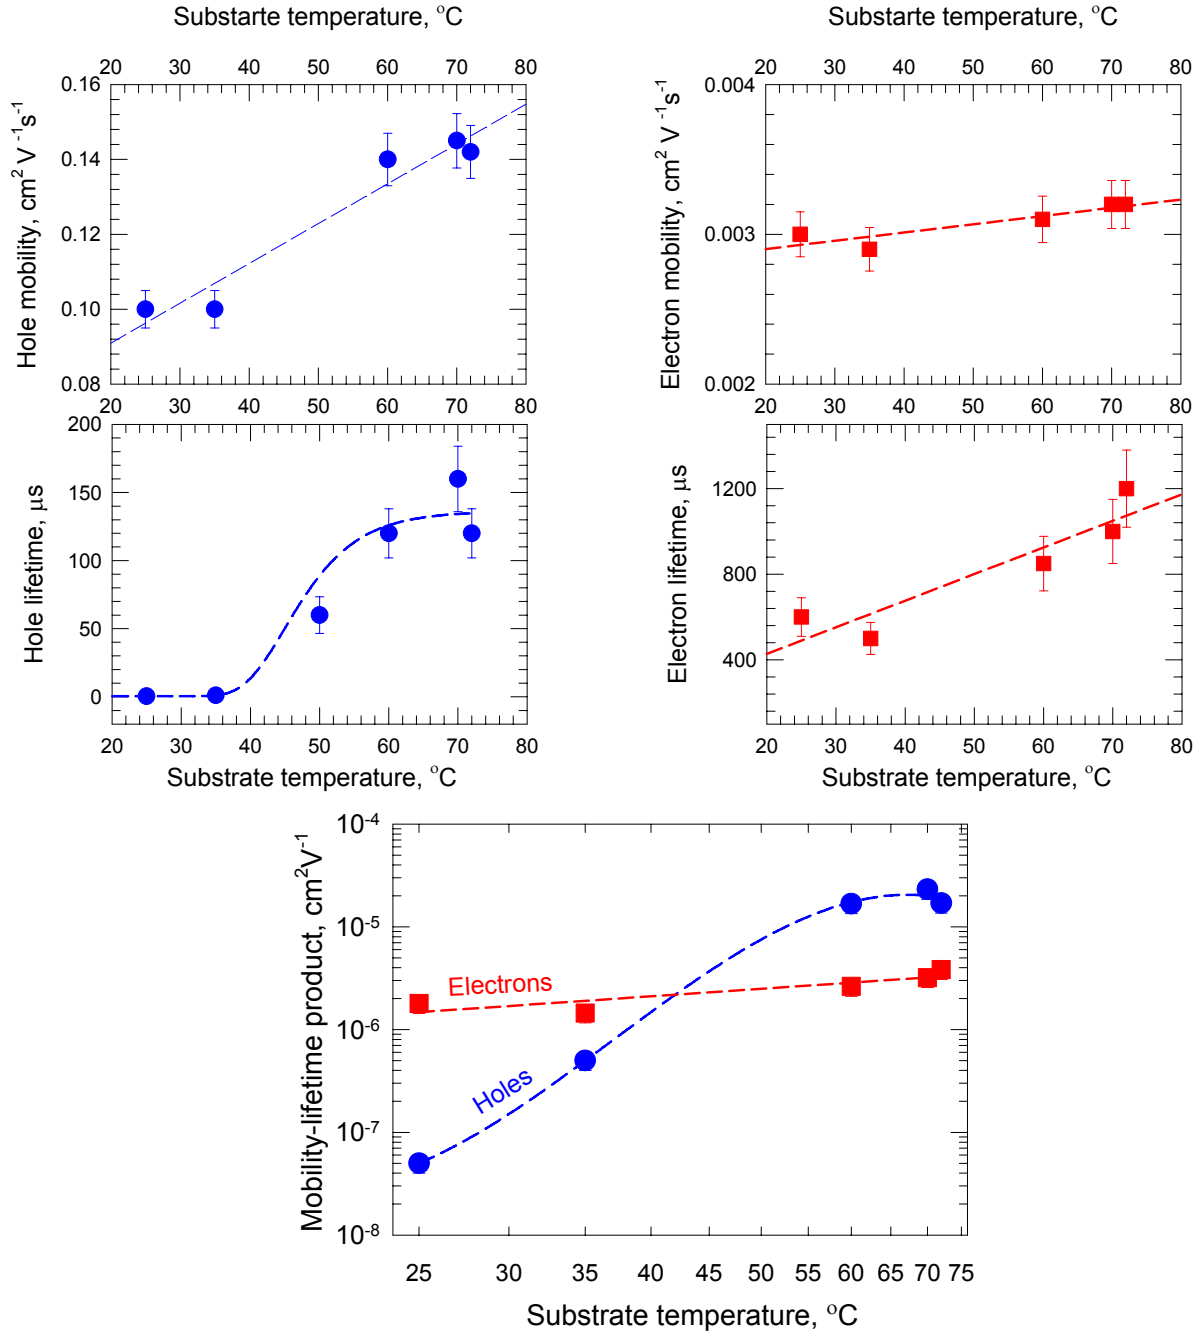 Substarte temperature, °C
20 30 40 50 60 70 80
0.16
0.14
0.12
0.10
0.08
Hole mobility, cm² V ⁻¹s⁻¹
20 30 40 50 60 70 80
Substarte temperature, °C
20 30 40 50 60 70 80
0.004
0.003
0.002
Electron mobility, cm² V ⁻¹s⁻¹
20 30 40 50 60 70 80
200
150
100
50
0
Hole lifetime, μs
20 30 40 50 60 70 80
Substrate temperature, °C
1200
800
400
Electron lifetime, μs
20 30 40 50 60 70 80
Substrate temperature, °C
10⁻⁴
10⁻⁵
10⁻⁶
10⁻⁷
10⁻⁸
Mobility-lifetime product, cm²V⁻¹
Electrons
Holes
25 30 35 40 45 50 55 60 65 70 75
Substrate temperature, °C